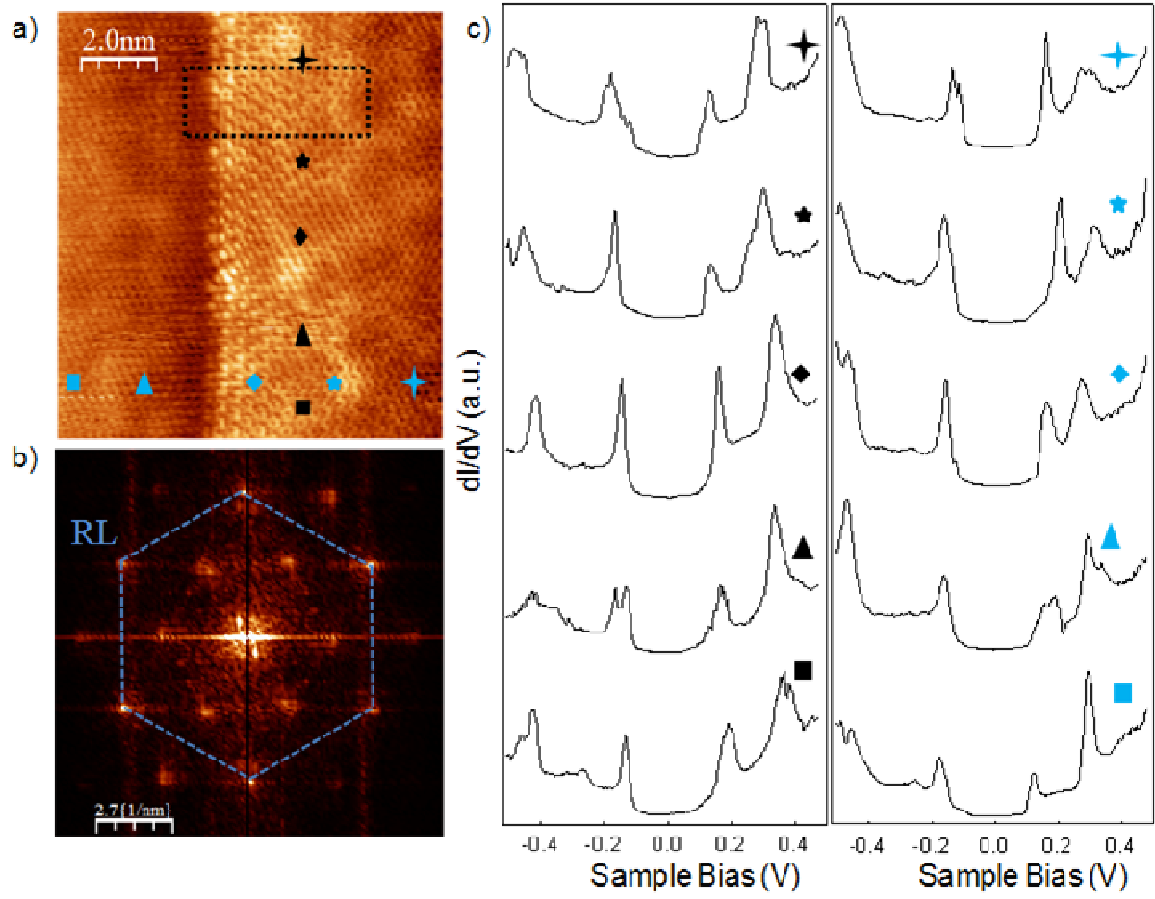 a)
2.0nm
b)
RL
2.7[1/nm]
c)
dI/dV (a.u.)
-0.4 -0.2 0.0 0.2 0.4
Sample Bias (V)
-0.4 -0.2 0.0 0.2 0.4
Sample Bias (V)